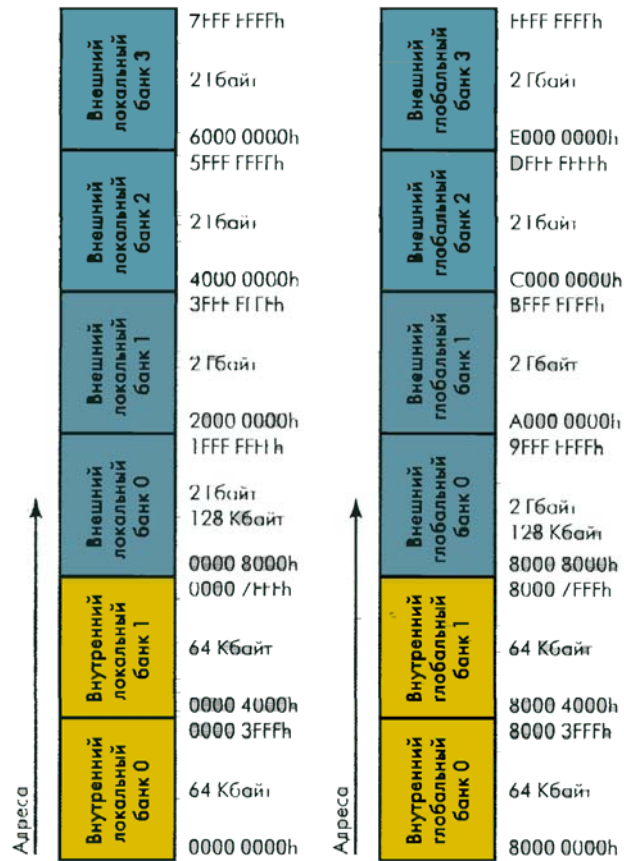 7FFF FFFFh
Внешний
локальный
банк 3
2 Гбайт
6000 0000h
5FFF FFFFh
Внешний
локальный
банк 2
2 Гбайт
4000 0000h
3FFF FFFFh
Внешний
локальный
банк 1
2 Гбайт
2000 0000h
1FFF FFFFh
Внешний
локальный
банк 0
2 Гбайт
128 Кбайт
0000 8000h
0000 7FFFh
Внутренний
локальный
банк 1
64 Кбайт
0000 4000h
0000 3FFFh
Внутренний
локальный
банк 0
64 Кбайт
0000 0000h
Адреса
FFFF FFFFh
Внешний
глобальный
банк 3
2 Гбайт
E000 0000h
DFFF FFFFh
Внешний
глобальный
банк 2
2 Гбайт
C000 0000h
BFFF FFFFh
Внешний
глобальный
банк 1
2 Гбайт
A000 0000h
9FFF FFFFh
Внешний
глобальный
банк 0
2 Гбайт
128 Кбайт
8000 8000h
8000 7FFFh
Внутренний
глобальный
банк 1
64 Кбайт
8000 4000h
8000 3FFFh
Внутренний
глобальный
банк 0
64 Кбайт
8000 0000h
Адреса